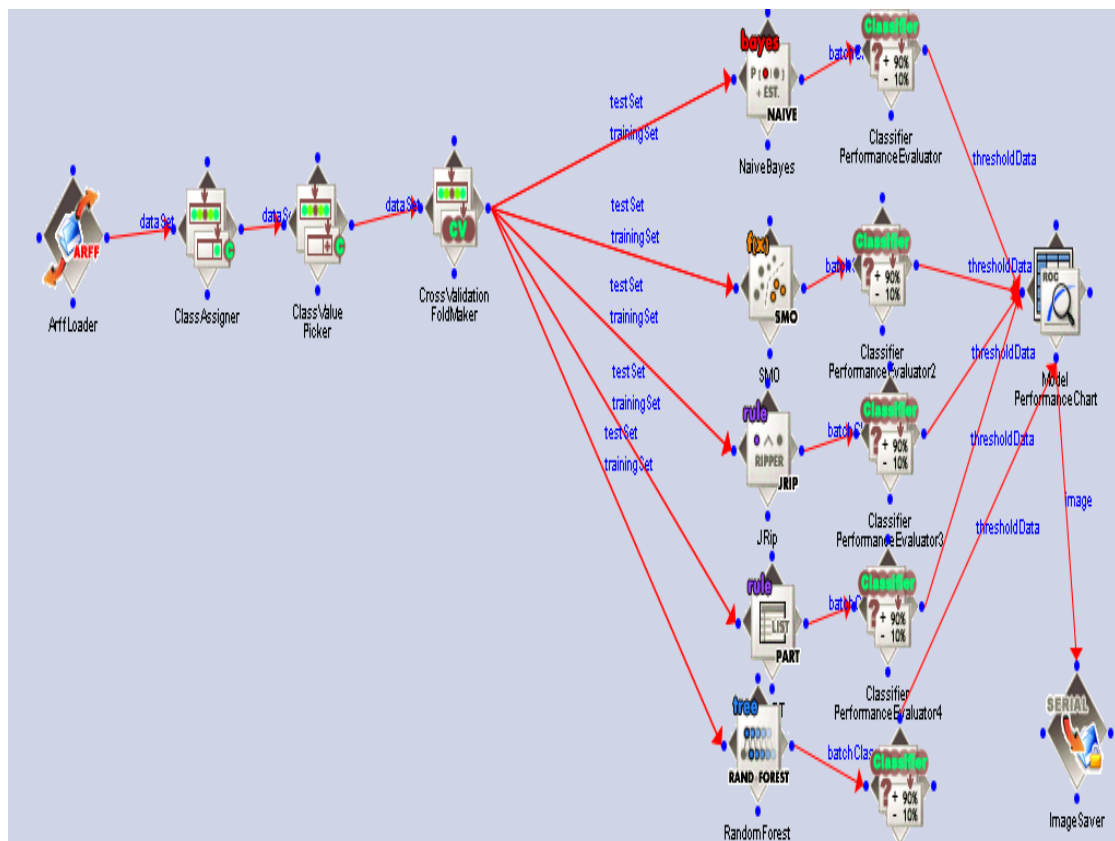 ARFF
ArffLoader
dataSet
C
ClassAssigner
C
ClassValue
Picker
dataSet
CV
CrossValidation
FoldMaker
testSet
trainingSet
testSet
trainingSet
testSet
trainingSet
testSet
trainingSet
testSet
trainingSet
bayes
+ EST.
NAIVE
NaiveBayes
f(x)
SMO
SMO
rule
RIPPER
JRIP
JRip
rule
LIST
PART
tree
RAND FOREST
RandomForest
batchClas
Classifier
? + 90%
- 10%
Classifier
PerformanceEvaluator
Classifier
? + 90%
- 10%
Classifier
PerformanceEvaluator2
Classifier
? + 90%
- 10%
Classifier
PerformanceEvaluator3
Classifier
? + 90%
- 10%
Classifier
PerformanceEvaluator4
Classifier
? + 90%
- 10%
thresholdData
thresholdData
thresholdData
thresholdData
thresholdData
ROC
Model
PerformanceChart
image
SERIAL
ImageSaver